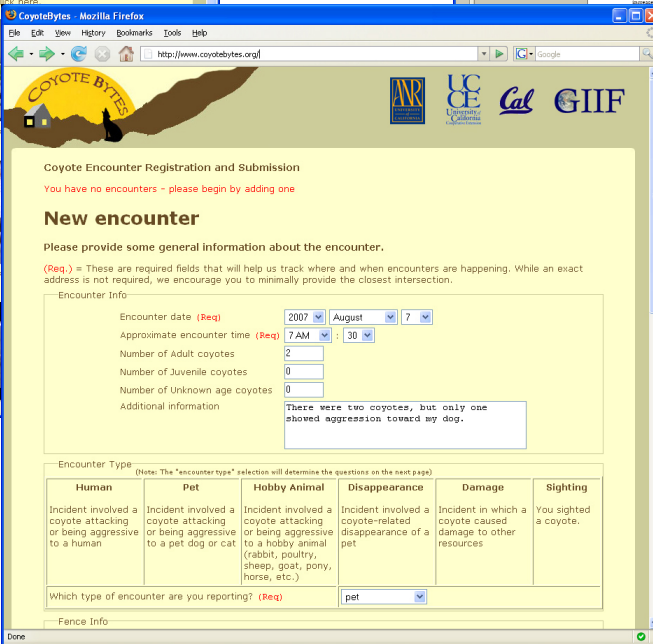 ck here
CoyoteBytes - Mozilla Firefox
File Edit View History Bookmarks Tools Help
http://www.coyotebytes.org/
G Google
COYOTE BYTES
ANR
UNIVERSITY of CALIFORNIA
UC
CE
University of California
Cooperative Extension
Cal
GIIF
Coyote Encounter Registration and Submission
You have no encounters - please begin by adding one
New encounter
Please provide some general information about the encounter.
(Req.) = These are required fields that will help us track where and when encounters are happening. While an exact
address is not required, we encourage you to minimally provide the closest intersection.
Encounter Info
Encounter date (Req) 2007 August 7
Approximate encounter time (Req) 7 AM : 30
Number of Adult coyotes 2
Number of Juvenile coyotes 0
Number of Unknown age coyotes 0
Additional information There were two coyotes, but only one
showed aggression toward my dog.
Encounter Type
(Note: The "encounter type" selection will determine the questions on the next page)
Human Pet Hobby Animal Disappearance Damage Sighting
Incident involved a coyote attacking or being aggressive to a human
Incident involved a coyote attacking or being aggressive to a pet dog or cat
Incident involved a coyote attacking or being aggressive to a hobby animal (rabbit, poultry, sheep, goat, pony, horse, etc.)
Incident involved a coyote-related disappearance of a pet
Incident in which a coyote caused damage to other resources
You sighted a coyote.
Which type of encounter are you reporting? (Req) pet
Fence Info
Done